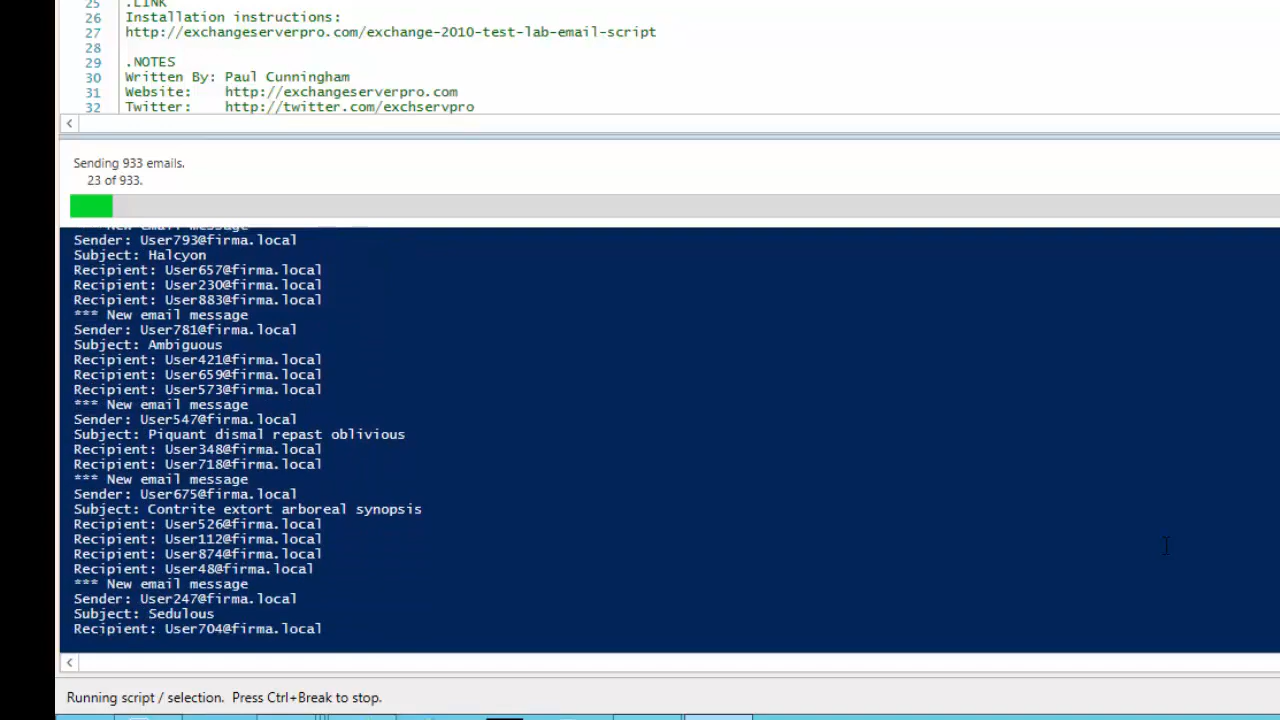 25 .LINK
26 Installation instructions:
27 http://exchangeserverpro.com/exchange-2010-test-lab-email-script
28
29 .NOTES
30 Written By: Paul Cunningham
31 Website: http://exchangeserverpro.com
32 Twitter: http://twitter.com/exchservpro
Sending 933 emails.
23 of 933.
*** New email message
Sender: User793@firma.local
Subject: Halcyon
Recipient: User657@firma.local
Recipient: User230@firma.local
Recipient: User883@firma.local
*** New email message
Sender: User781@firma.local
Subject: Ambiguous
Recipient: User421@firma.local
Recipient: User659@firma.local
Recipient: User573@firma.local
*** New email message
Sender: User547@firma.local
Subject: Piquant dismal repast oblivious
Recipient: User348@firma.local
Recipient: User718@firma.local
*** New email message
Sender: User675@firma.local
Subject: Contrite extort arboreal synopsis
Recipient: User526@firma.local
Recipient: User112@firma.local
Recipient: User874@firma.local
Recipient: User48@firma.local
*** New email message
Sender: User247@firma.local
Subject: Sedulous
Recipient: User704@firma.local
Running script / selection. Press Ctrl+Break to stop.